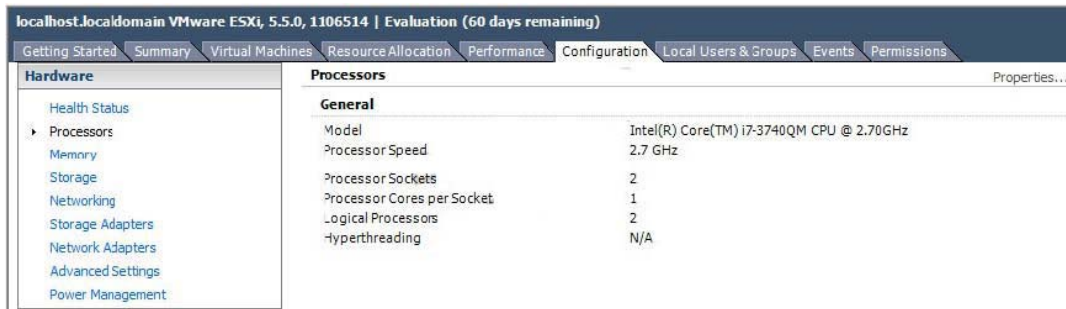 localhost.localdomain VMware ESXi, 5.5.0, 1106514 | Evaluation (60 days remaining)
Getting Started Summary Virtual Machines Resource Allocation Performance Configuration Local Users & Groups Events Permissions
Hardware
Health Status
Processors
Memory
Storage
Networking
Storage Adapters
Network Adapters
Advanced Settings
Power Management
Processors
Properties...
General
Model Intel(R) Core(TM) i7-3740QM CPU @ 2.70GHz
Processor Speed 2.7 GHz
Processor Sockets 2
Processor Cores per Socket 1
Logical Processors 2
Hyperthreading N/A